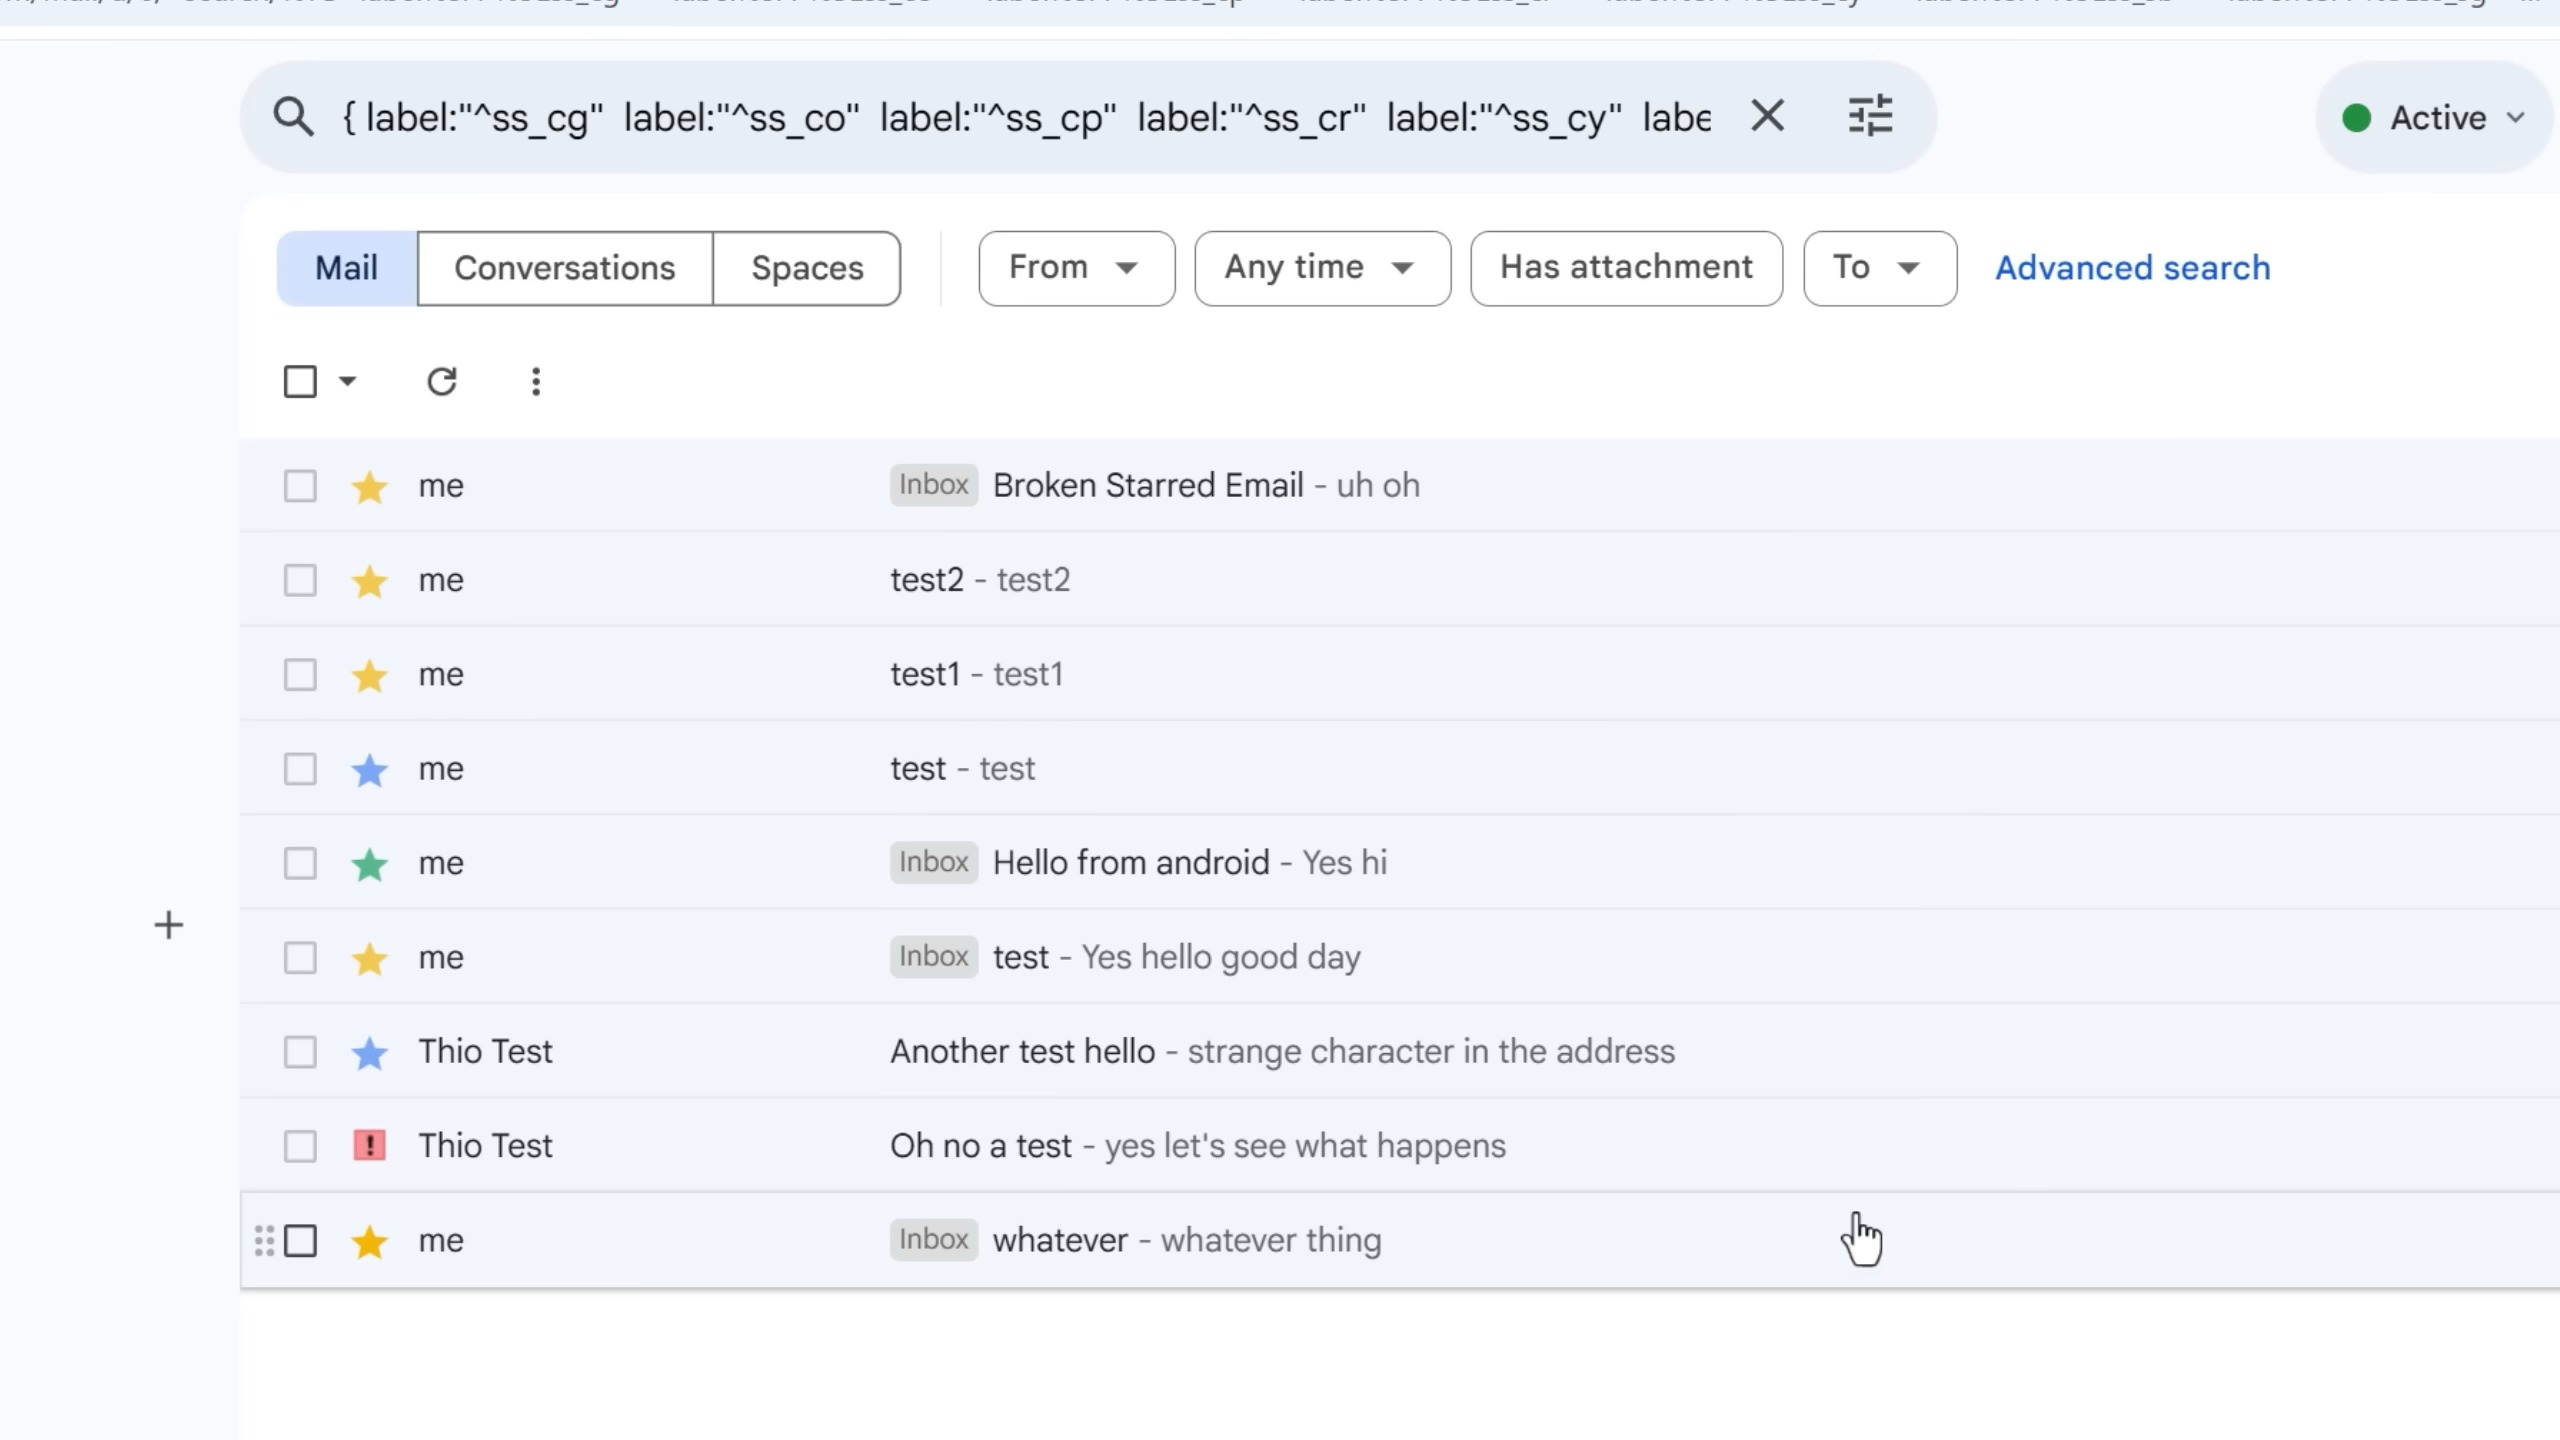 { label:"^ss_cg" label:"^ss_co" label:"^ss_cp" label:"^ss_cr" label:"^ss_cy" labe
Active
Mail Conversations Spaces From Any time Has attachment To Advanced search
me Inbox Broken Starred Email - uh oh
me test2 - test2
me test1 - test1
me test - test
me Inbox Hello from android - Yes hi
me Inbox test - Yes hello good day
Thio Test Another test hello - strange character in the address
! Thio Test Oh no a test - yes let's see what happens
me Inbox whatever - whatever thing